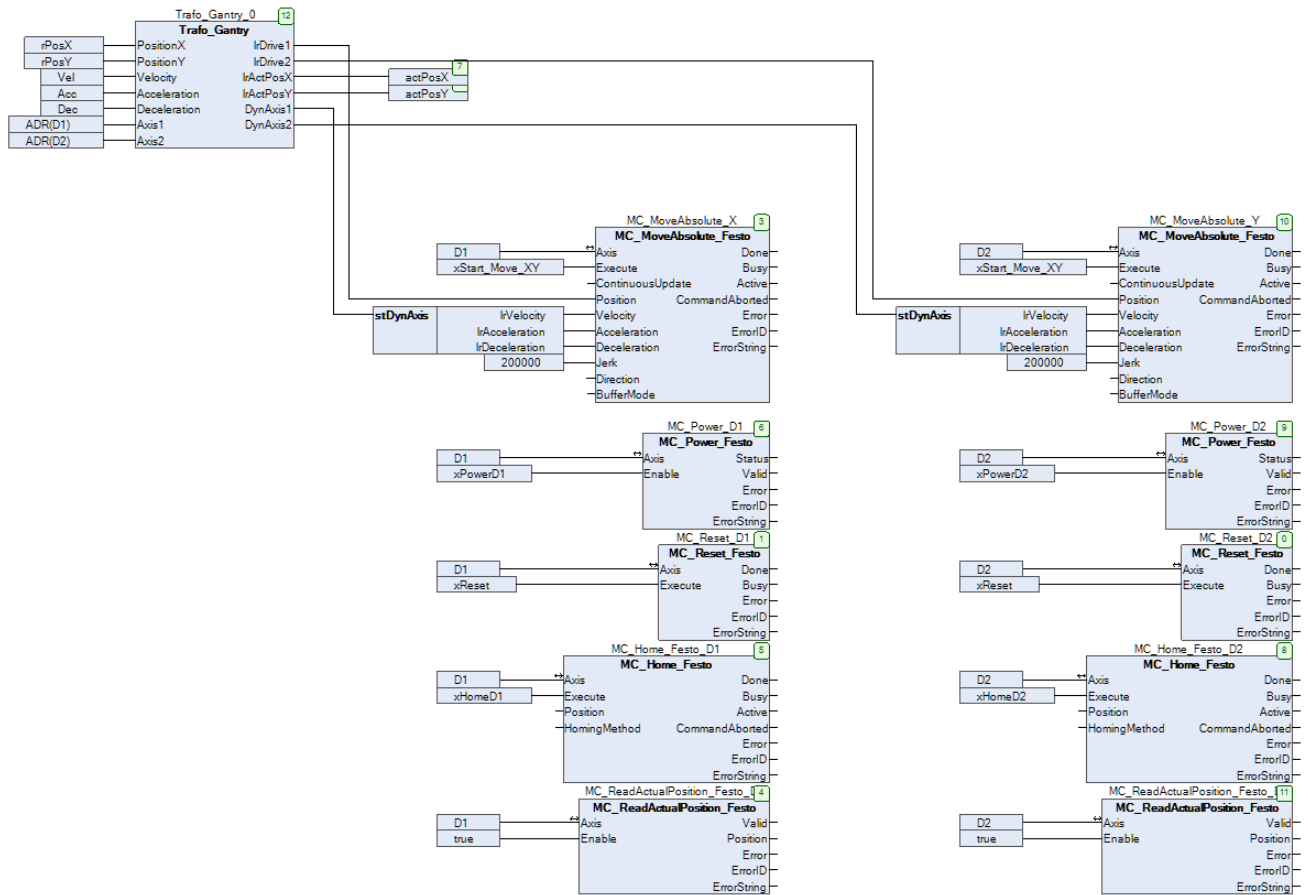 Trafo_Gantry_0 12
Trafo_Gantry
rPosX PositionX lrDrive1
rPosY PositionY lrDrive2
Vel Velocity lrActPosX actPosX 7
Acc Acceleration lrActPosY actPosY
Dec Deceleration DynAxis1
ADR(D1) Axis1 DynAxis2
ADR(D2) Axis2
MC_MoveAbsolute_X 3
MC_MoveAbsolute_Festo
D1 Axis Done
xStart_Move_XY Execute Busy
ContinuousUpdate Active
Position CommandAborted
stDynAxis lrVelocity Velocity Error
lrAcceleration Acceleration ErrorID
lrDeceleration Deceleration ErrorString
200000 Jerk
Direction
BufferMode
MC_MoveAbsolute_Y 10
MC_MoveAbsolute_Festo
D2 Axis Done
xStart_Move_XY Execute Busy
ContinuousUpdate Active
Position CommandAborted
stDynAxis lrVelocity Velocity Error
lrAcceleration Acceleration ErrorID
lrDeceleration Deceleration ErrorString
200000 Jerk
Direction
BufferMode
MC_Power_D1 6
MC_Power_Festo
D1 Axis Status
xPowerD1 Enable Valid
Error
ErrorID
ErrorString
MC_Power_D2 9
MC_Power_Festo
D2 Axis Status
xPowerD2 Enable Valid
Error
ErrorID
ErrorString
MC_Reset_D1 1
MC_Reset_Festo
D1 Axis Done
xReset Execute Busy
Error
ErrorID
ErrorString
MC_Reset_D2 0
MC_Reset_Festo
D2 Axis Done
xReset Execute Busy
Error
ErrorID
ErrorString
MC_Home_Festo_D1 5
MC_Home_Festo
D1 Axis Done
xHomeD1 Execute Busy
Position Active
HomingMethod CommandAborted
Error
ErrorID
ErrorString
MC_Home_Festo_D2 8
MC_Home_Festo
D2 Axis Done
xHomeD2 Execute Busy
Position Active
HomingMethod CommandAborted
Error
ErrorID
ErrorString
MC_ReadActualPosition_Festo_D 4
MC_ReadActualPosition_Festo
D1 Axis Valid
true Enable Position
Error
ErrorID
ErrorString
MC_ReadActualPosition_Festo_ 11
MC_ReadActualPosition_Festo
D2 Axis Valid
true Enable Position
Error
ErrorID
ErrorString